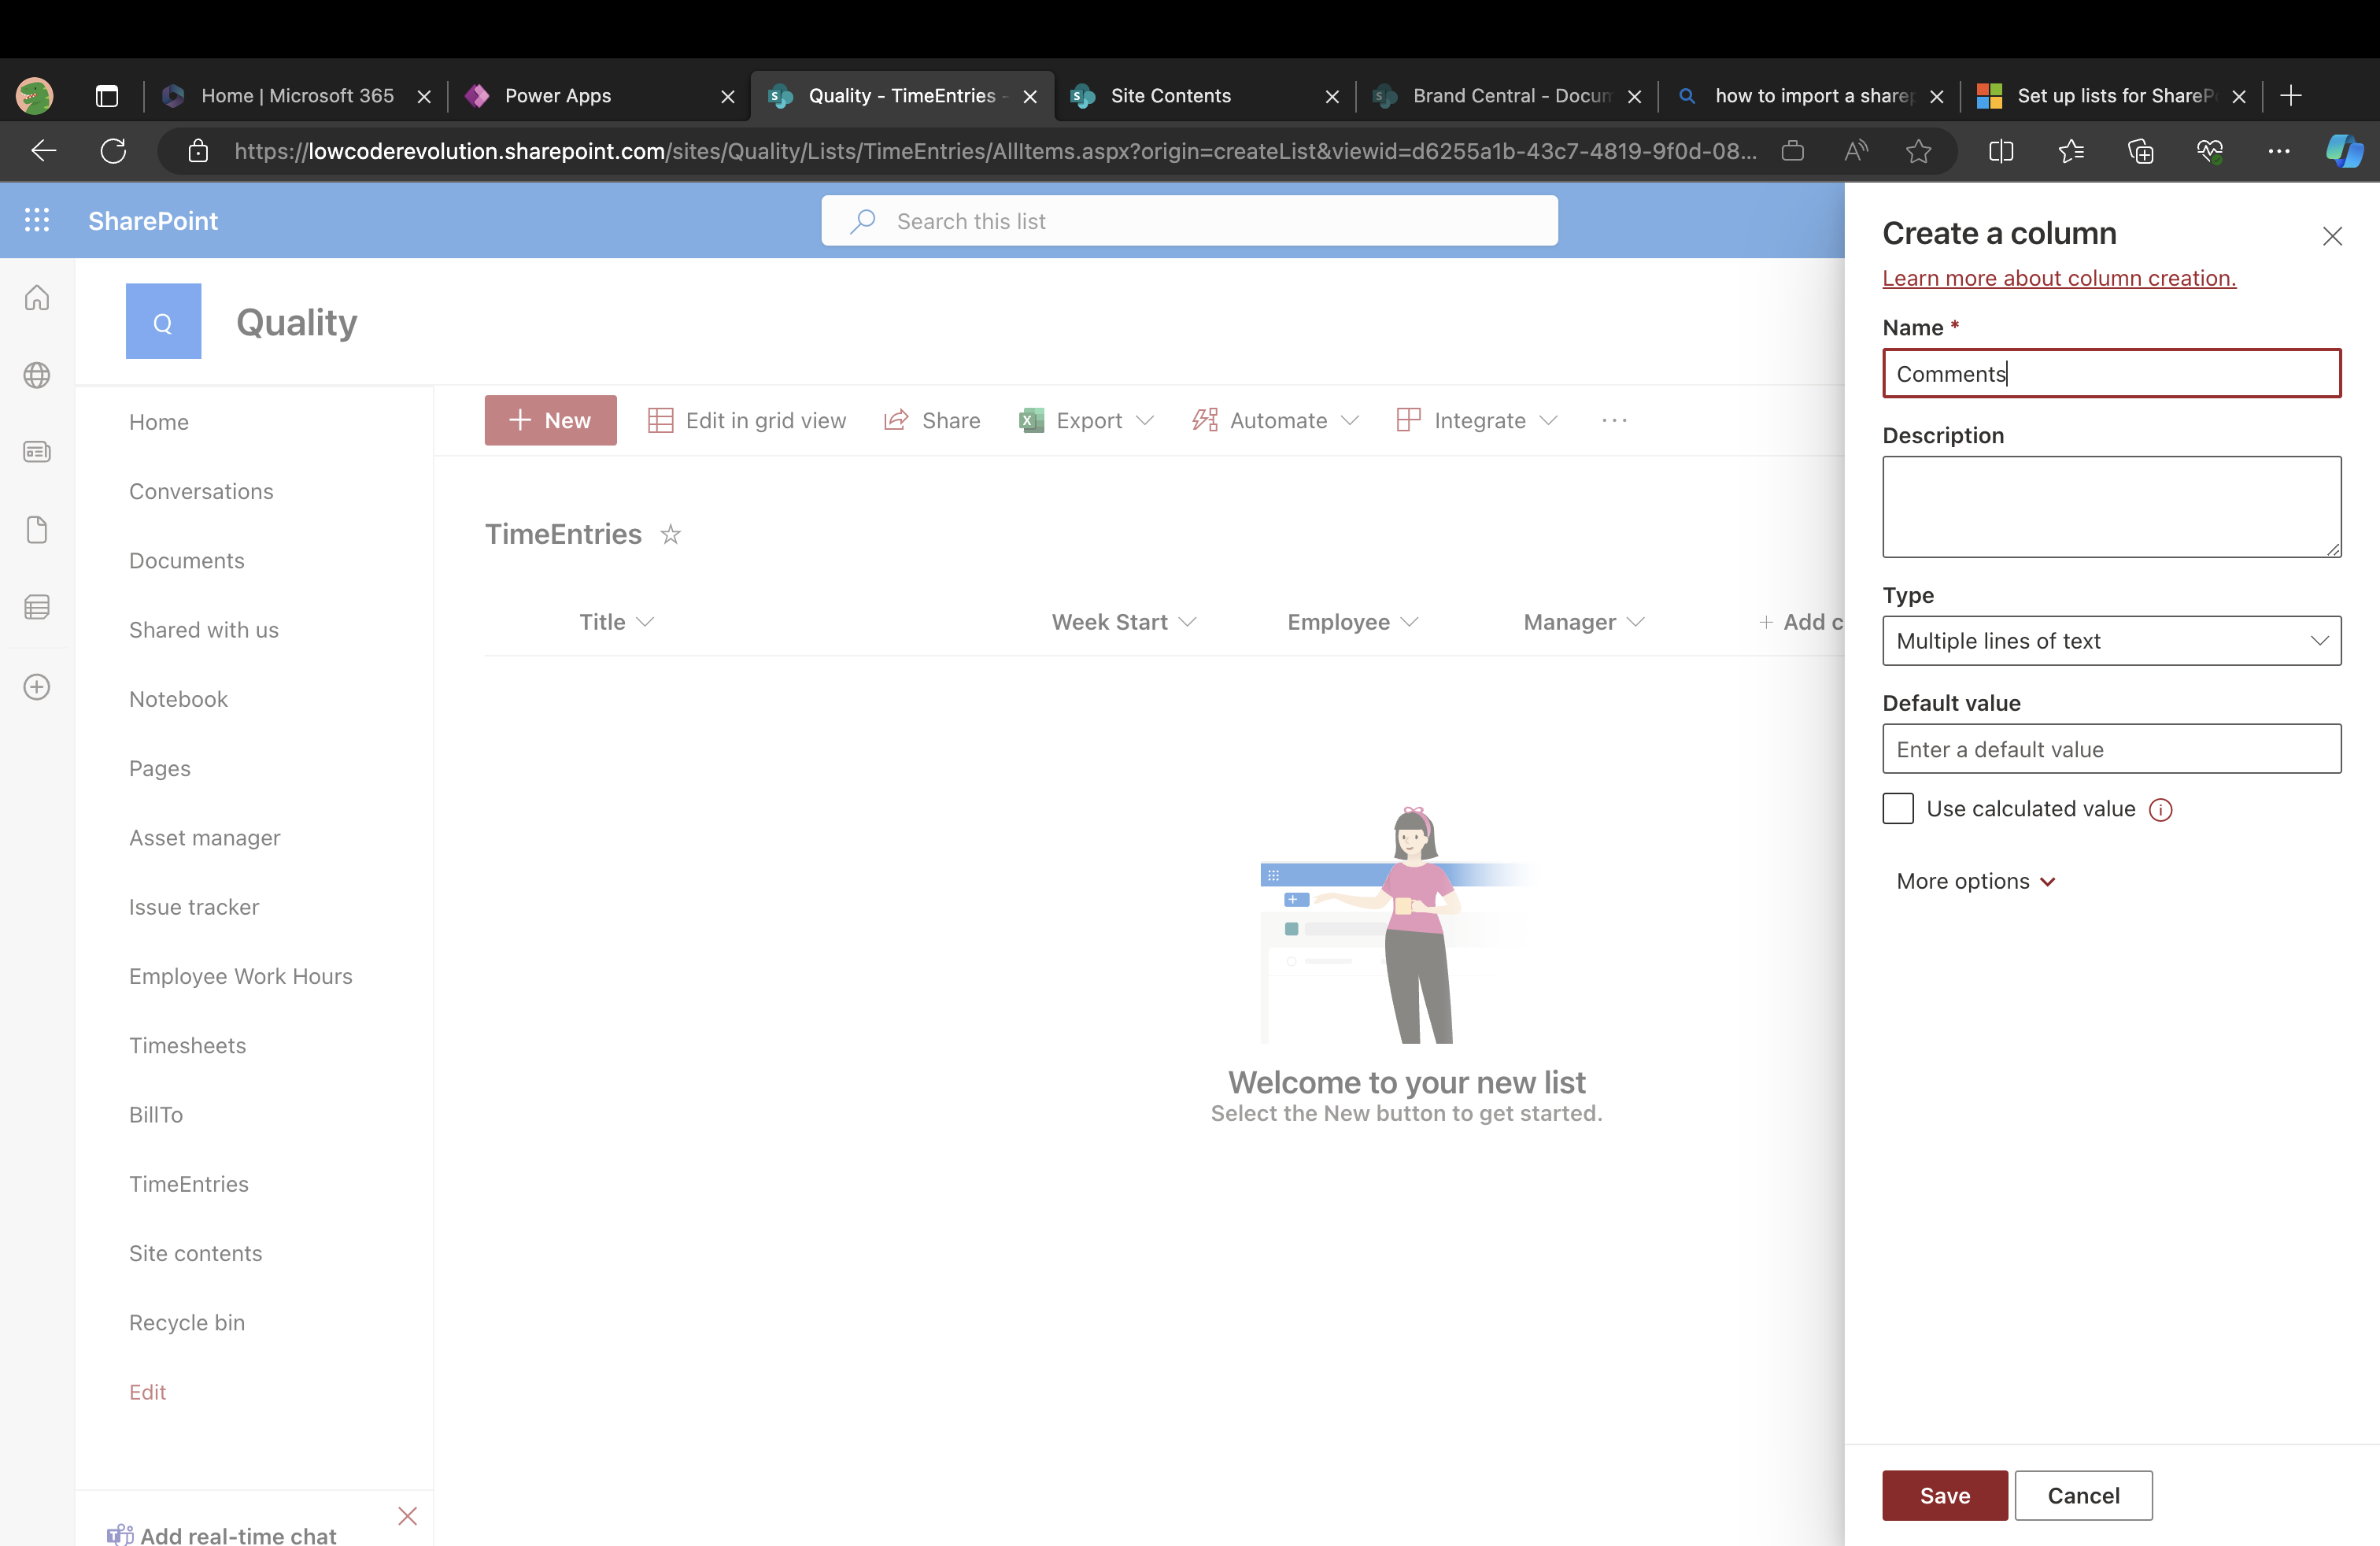 Home | Microsoft 365
Power Apps
Quality - TimeEntries -
Site Contents
Brand Central - Docum
how to import a sharep
Set up lists for ShareP
https://lowcoderevolution.sharepoint.com/sites/Quality/Lists/TimeEntries/AllItems.aspx?origin=createList&viewid=d6255a1b-43c7-4819-9f0d-08...
SharePoint
Search this list
Q
Quality
Home
Conversations
Documents
Shared with us
Notebook
Pages
Asset manager
Issue tracker
Employee Work Hours
Timesheets
BillTo
TimeEntries
Site contents
Recycle bin
Edit
Add real-time chat
New
Edit in grid view
Share
Export
Automate
Integrate
TimeEntries
Title
Week Start
Employee
Manager
+ Add c
Welcome to your new list
Select the New button to get started.
Create a column
Learn more about column creation.
Name *
Comments
Description
Type
Multiple lines of text
Default value
Enter a default value
Use calculated value
More options
Save
Cancel